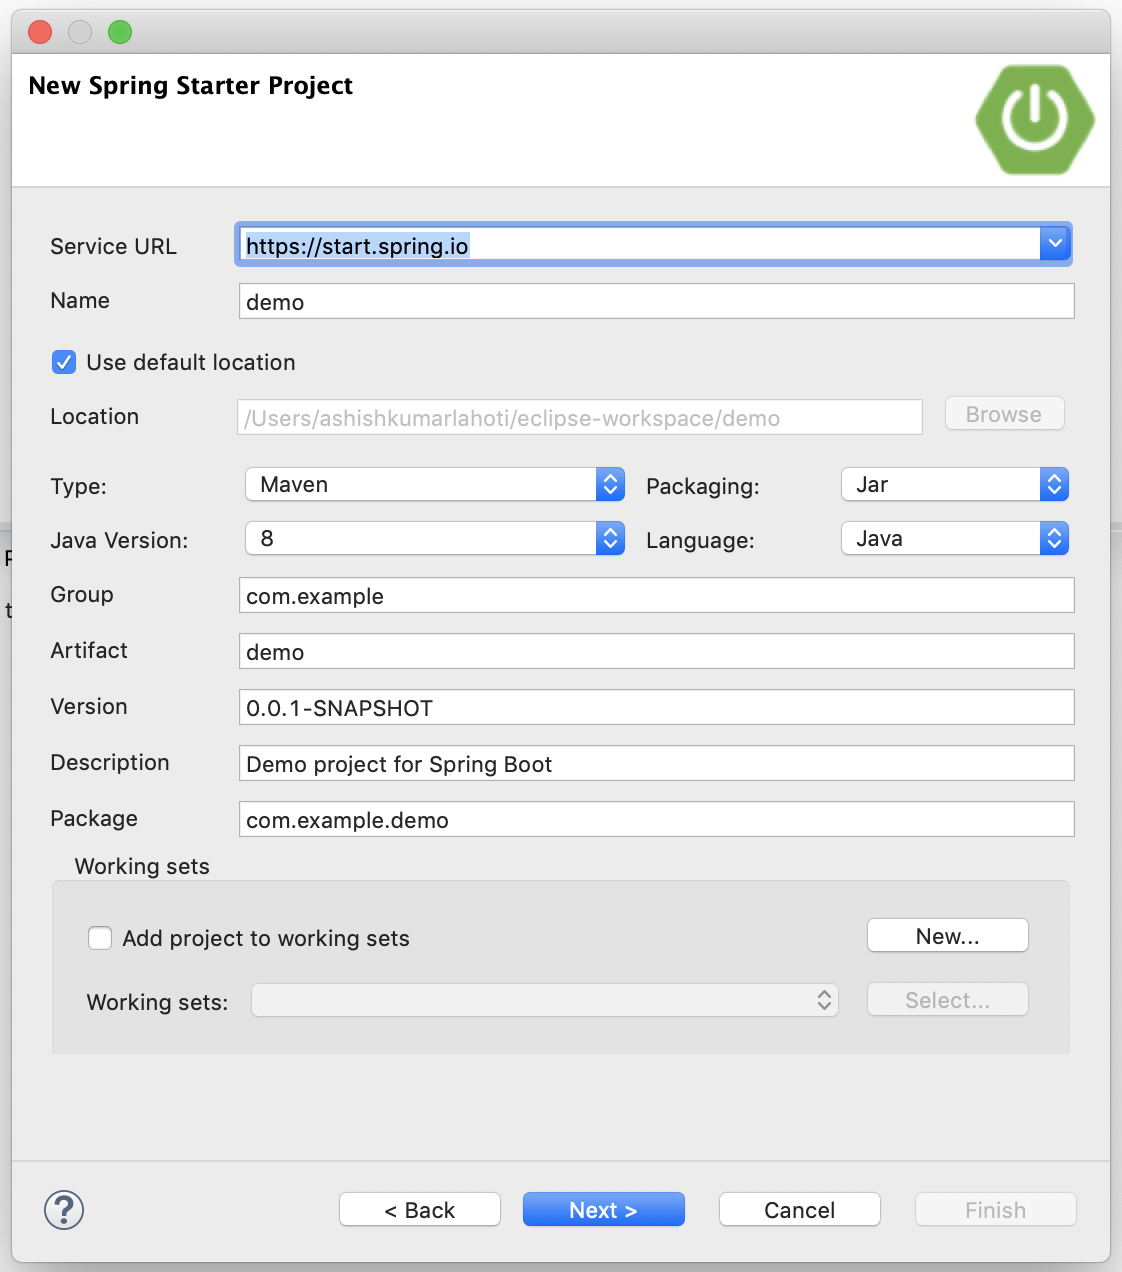 New Spring Starter Project
Service URL https://start.spring.io
Name demo
Use default location
Location /Users/ashishkumarlahoti/eclipse-workspace/demo Browse
Type: Maven Packaging: Jar
Java Version: 8 Language: Java
Group com.example
Artifact demo
Version 0.0.1-SNAPSHOT
Description Demo project for Spring Boot
Package com.example.demo
Working sets
Add project to working sets New...
Working sets: Select...
? < Back Next > Cancel Finish